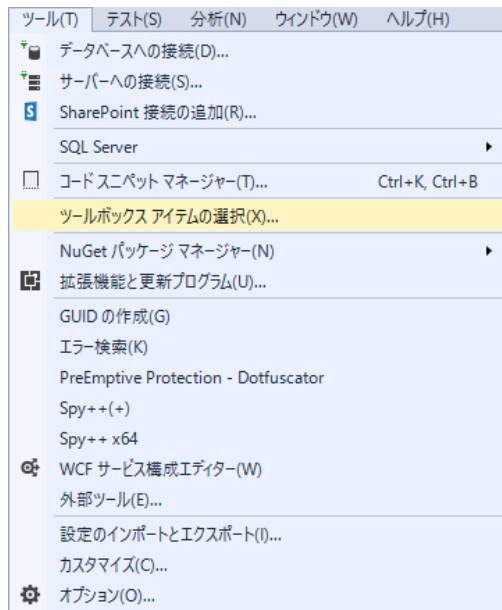 ツール(T) テスト(S) 分析(N) ウィンドウ(W) ヘルプ(H)
データベースへの接続(D)...
サーバーへの接続(S)...
SharePoint 接続の追加(R)...
SQL Server
コード スニペット マネージャー(T)... Ctrl+K, Ctrl+B
ツールボックス アイテムの選択(X)...
NuGet パッケージ マネージャー(N)
拡張機能と更新プログラム(U)...
GUID の作成(G)
エラー検索(K)
PreEmptive Protection - Dotfuscator
Spy++(+)
Spy++ x64
WCF サービス構成エディター(W)
外部ツール(E)...
設定のインポートとエクスポート(I)...
カスタマイズ(C)...
オプション(O)...